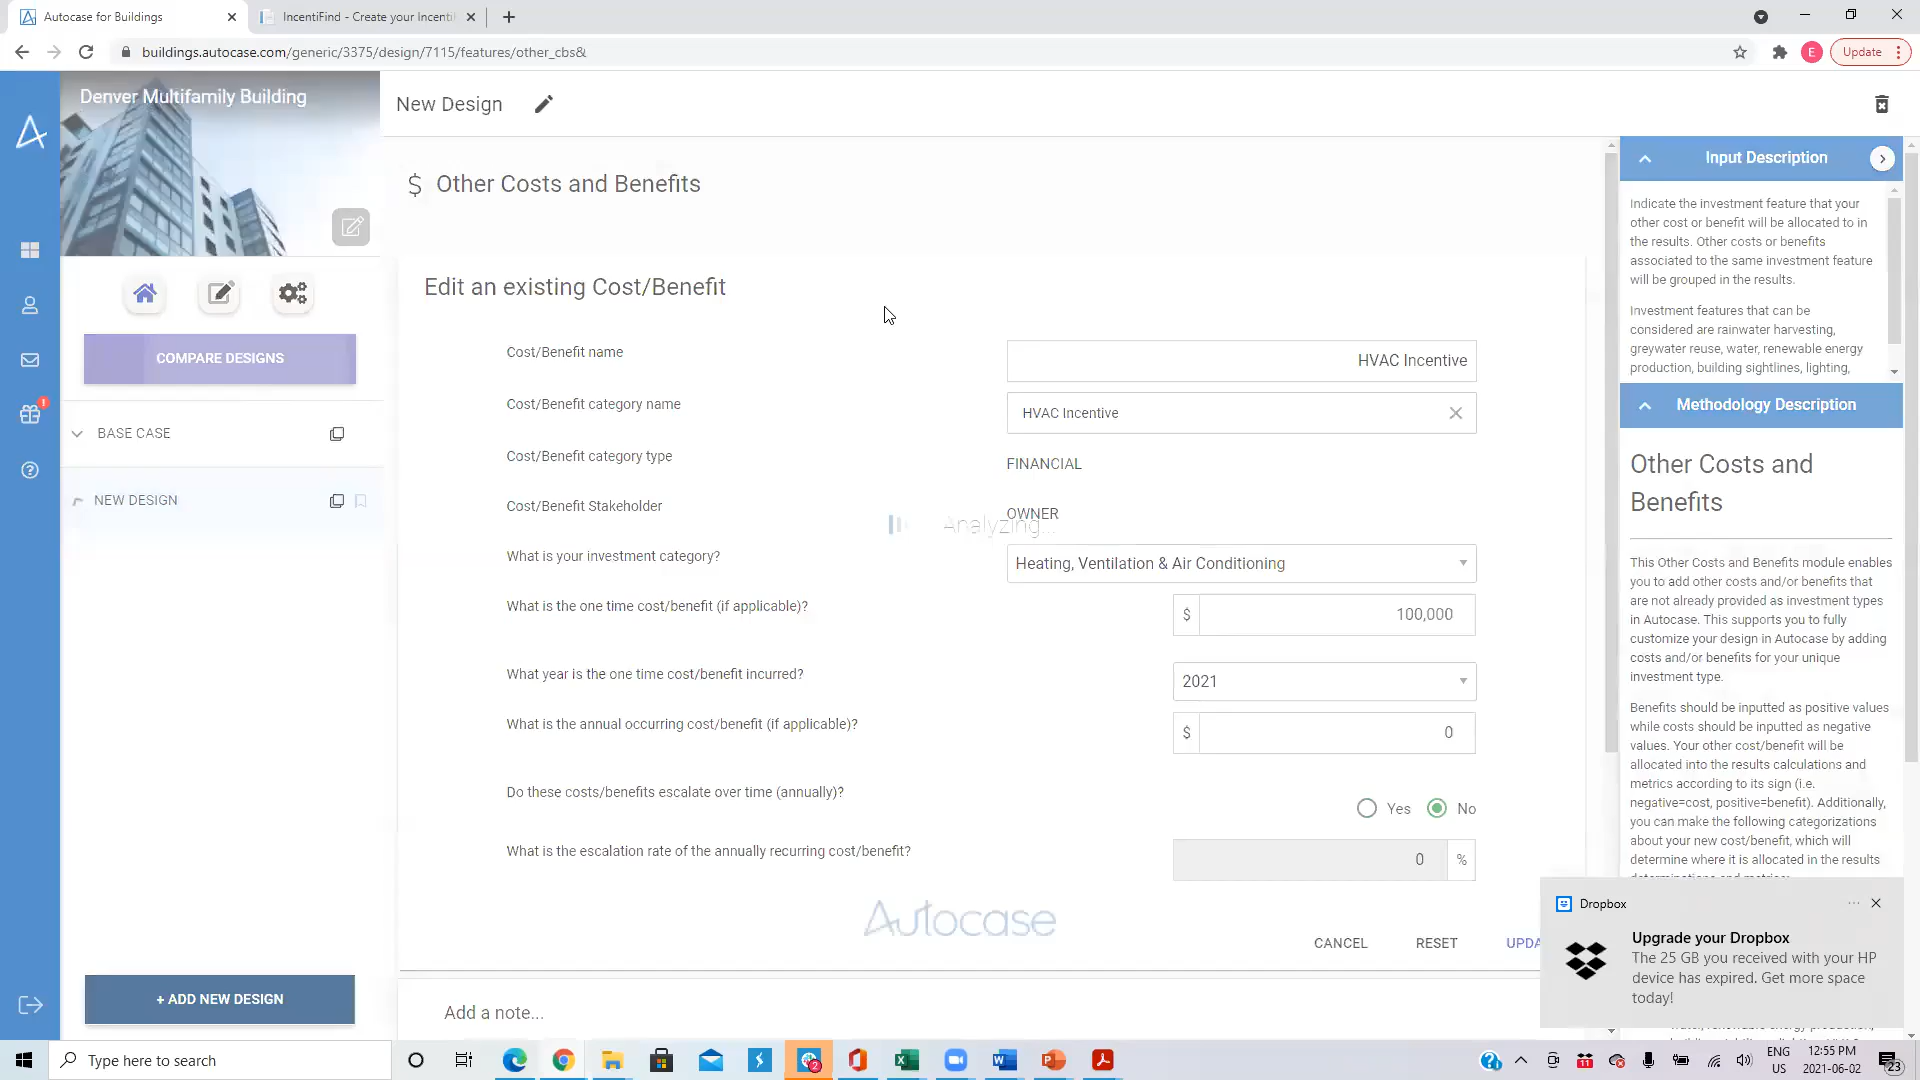 Autocase for Buildings
IncentiFind - Create your Incenti
buildings.autocase.com/generic/3375/design/7115/features/other_cbs&
E
Update
Denver Multifamily Building
New Design
Other Costs and Benefits
Edit an existing Cost/Benefit
Cost/Benefit name
HVAC Incentive
Cost/Benefit category name
HVAC Incentive
Cost/Benefit category type
FINANCIAL
Cost/Benefit Stakeholder
OWNER
Analyzing...
What is your investment category?
Heating, Ventilation & Air Conditioning
What is the one time cost/benefit (if applicable)?
$ 100,000
What year is the one time cost/benefit incurred?
2021
What is the annual occurring cost/benefit (if applicable)?
$ 0
Do these costs/benefits escalate over time (annually)?
Yes No
What is the escalation rate of the annually recurring cost/benefit?
0 %
Autocase
CANCEL RESET UPDA
Add a note...
COMPARE DESIGNS
BASE CASE
NEW DESIGN
+ ADD NEW DESIGN
Input Description
Indicate the investment feature that your
other cost or benefit will be allocated to in
the results. Other costs or benefits
associated to the same investment feature
will be grouped in the results.
Investment features that can be
considered are rainwater harvesting,
greywater reuse, water, renewable energy
production, building sightlines, lighting,
Methodology Description
Other Costs and
Benefits
This Other Costs and Benefits module enables
you to add other costs and/or benefits that
are not already provided as investment types
in Autocase. This supports you to fully
customize your design in Autocase by adding
costs and/or benefits for your unique
investment type.
Benefits should be inputted as positive values
while costs should be inputted as negative
values. Your other cost/benefit will be
allocated into the results calculations and
metrics according to its sign (i.e.
negative=cost, positive=benefit). Additionally,
you can make the following categorizations
about your new cost/benefit, which will
determine where it is allocated in the results
Dropbox
Upgrade your Dropbox
The 25 GB you received with your HP
device has expired. Get more space
today!
Type here to search
ENG
US
12:55 PM
2021-06-02
23